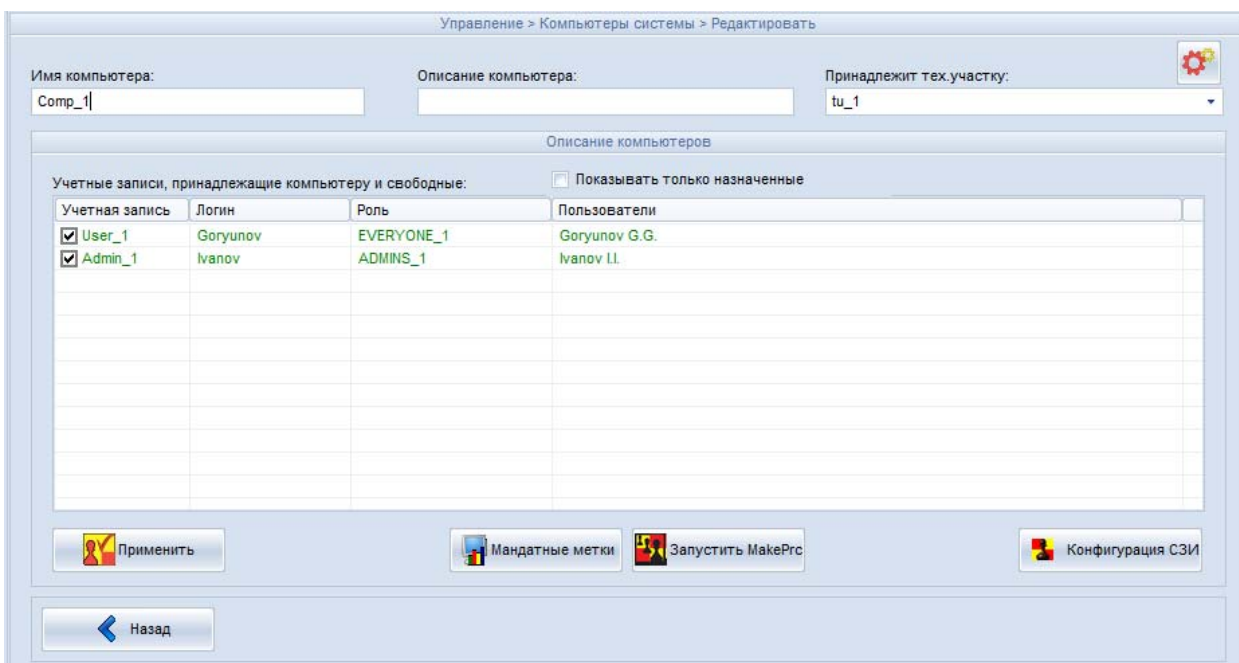 Управление > Компьютеры системы > Редактировать
Имя компьютера: Описание компьютера: Принадлежит тех.участку:
Comp_1 tu_1
Описание компьютеров
Учетные записи, принадлежащие компьютеру и свободные: Показывать только назначенные
Учетная запись Логин Роль Пользователи
User_1 Goryunov EVERYONE_1 Goryunov G.G.
Admin_1 Ivanov ADMINS_1 Ivanov I.I.
Применить Мандатные метки Запустить MakePrc Конфигурация СЗИ
Назад